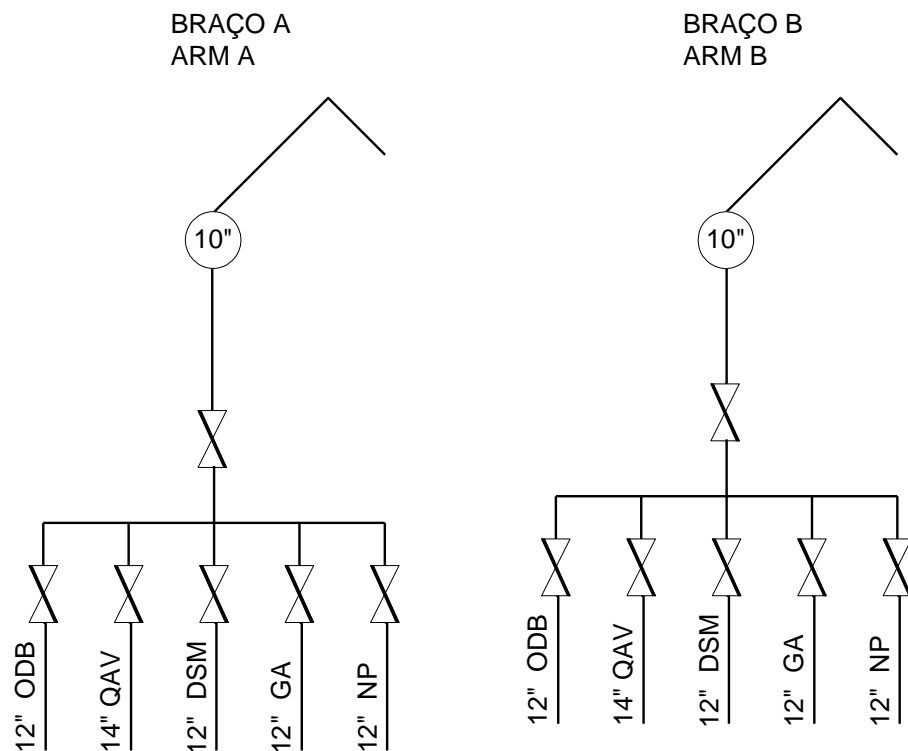 BRAÇO A
ARM A
BRAÇO B
ARM B
10"
10"
12" ODB
14" QAV
12" DSM
12" GA
12" NP
12" ODB
14" QAV
12" DSM
12" GA
12" NP